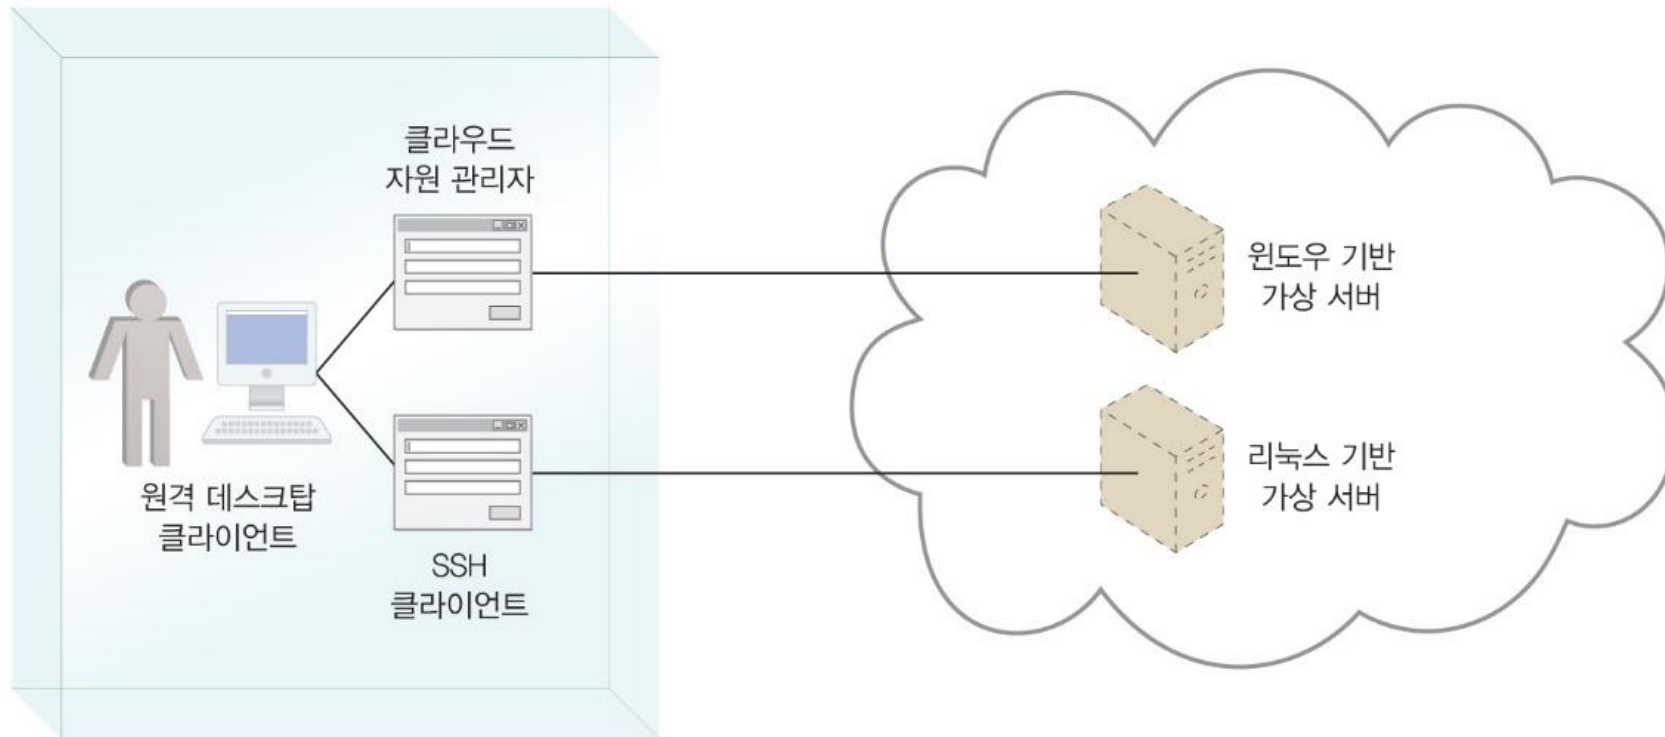 클라우드
자원 관리자
원격 데스크탑
클라이언트
SSH
클라이언트
윈도우 기반
가상 서버
리눅스 기반
가상 서버